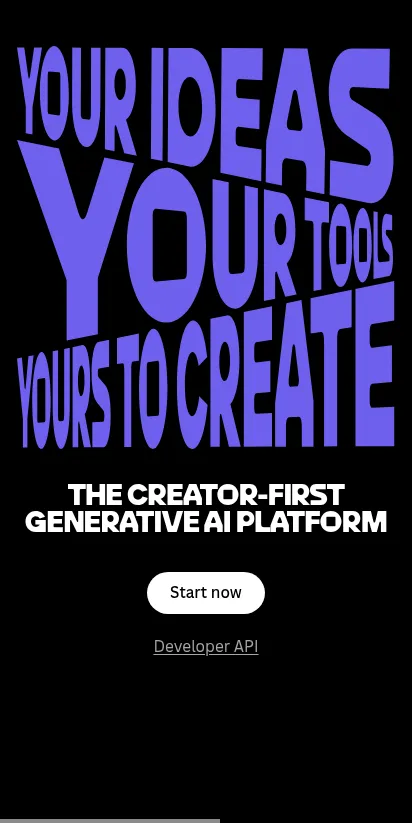 YOUR IDEAS
YOUR TOOLS
YOURS TO CREATE
THE CREATOR-FIRST
GENERATIVE AI PLATFORM
Start now
Developer API